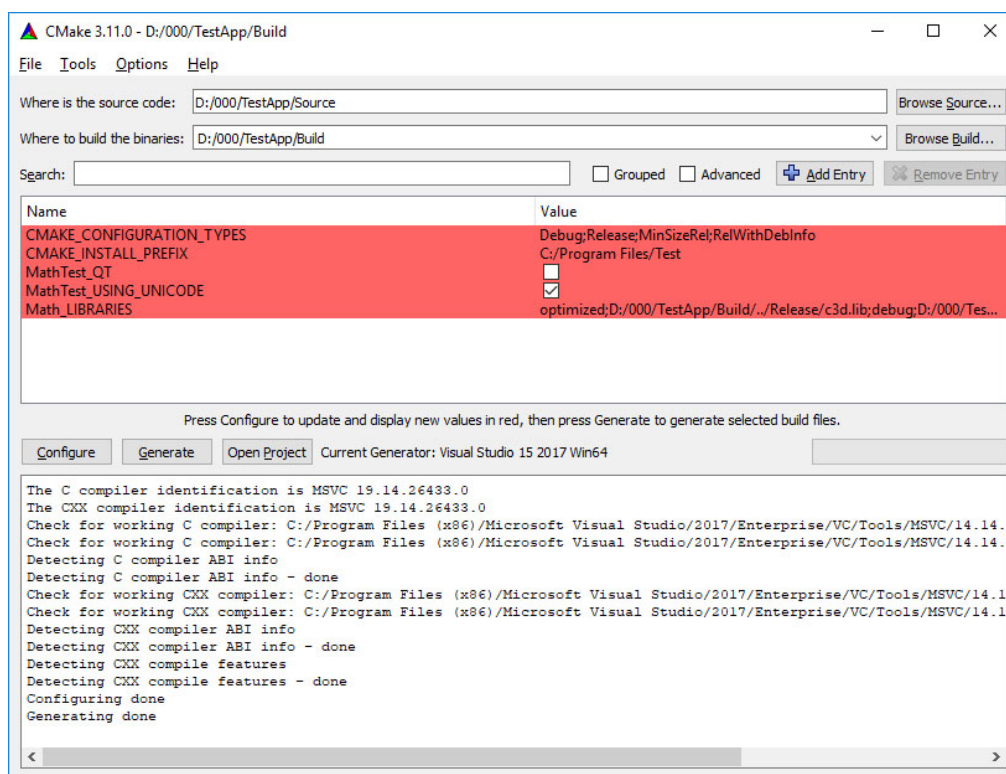 CMake 3.11.0 - D:/000/TestApp/Build
File Tools Options Help
Where is the source code: D:/000/TestApp/Source Browse Source...
Where to build the binaries: D:/000/TestApp/Build Browse Build...
Search: Grouped Advanced Add Entry Remove Entry
Name Value
CMAKE_CONFIGURATION_TYPES Debug;Release;MinSizeRel;RelWithDebInfo
CMAKE_INSTALL_PREFIX C:/Program Files/Test
MathTest_QT
MathTest_USING_UNICODE
Math_LIBRARIES optimized;D:/000/TestApp/Build/../Release/c3d.lib;debug;D:/000/Tes...
Press Configure to update and display new values in red, then press Generate to generate selected build files.
Configure Generate Open Project Current Generator: Visual Studio 15 2017 Win64
The C compiler identification is MSVC 19.14.26433.0
The CXX compiler identification is MSVC 19.14.26433.0
Check for working C compiler: C:/Program Files (x86)/Microsoft Visual Studio/2017/Enterprise/VC/Tools/MSVC/14.14.
Check for working C compiler: C:/Program Files (x86)/Microsoft Visual Studio/2017/Enterprise/VC/Tools/MSVC/14.14.
Detecting C compiler ABI info
Detecting C compiler ABI info - done
Check for working CXX compiler: C:/Program Files (x86)/Microsoft Visual Studio/2017/Enterprise/VC/Tools/MSVC/14.1
Check for working CXX compiler: C:/Program Files (x86)/Microsoft Visual Studio/2017/Enterprise/VC/Tools/MSVC/14.1
Detecting CXX compiler ABI info
Detecting CXX compiler ABI info - done
Detecting CXX compile features
Detecting CXX compile features - done
Configuring done
Generating done